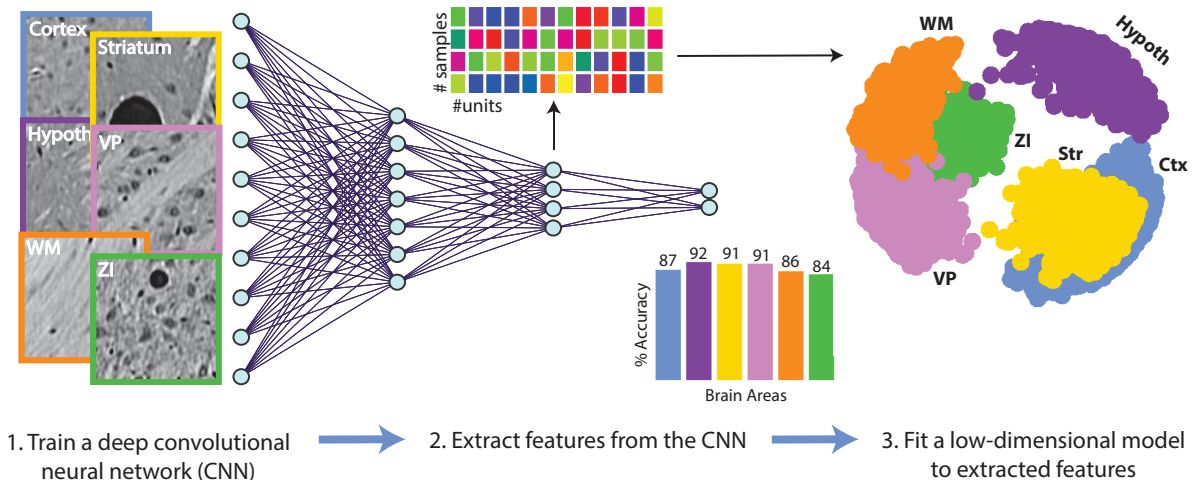 Cortex
Striatum
Hypoth
VP
WM
ZI
# samples
#units
87
92
91
91
86
84
% Accuracy
Brain Areas
WM
Hypoth
ZI
Str
Ctx
VP
1. Train a deep convolutional
neural network (CNN)
2. Extract features from the CNN
3. Fit a low-dimensional model
to extracted features